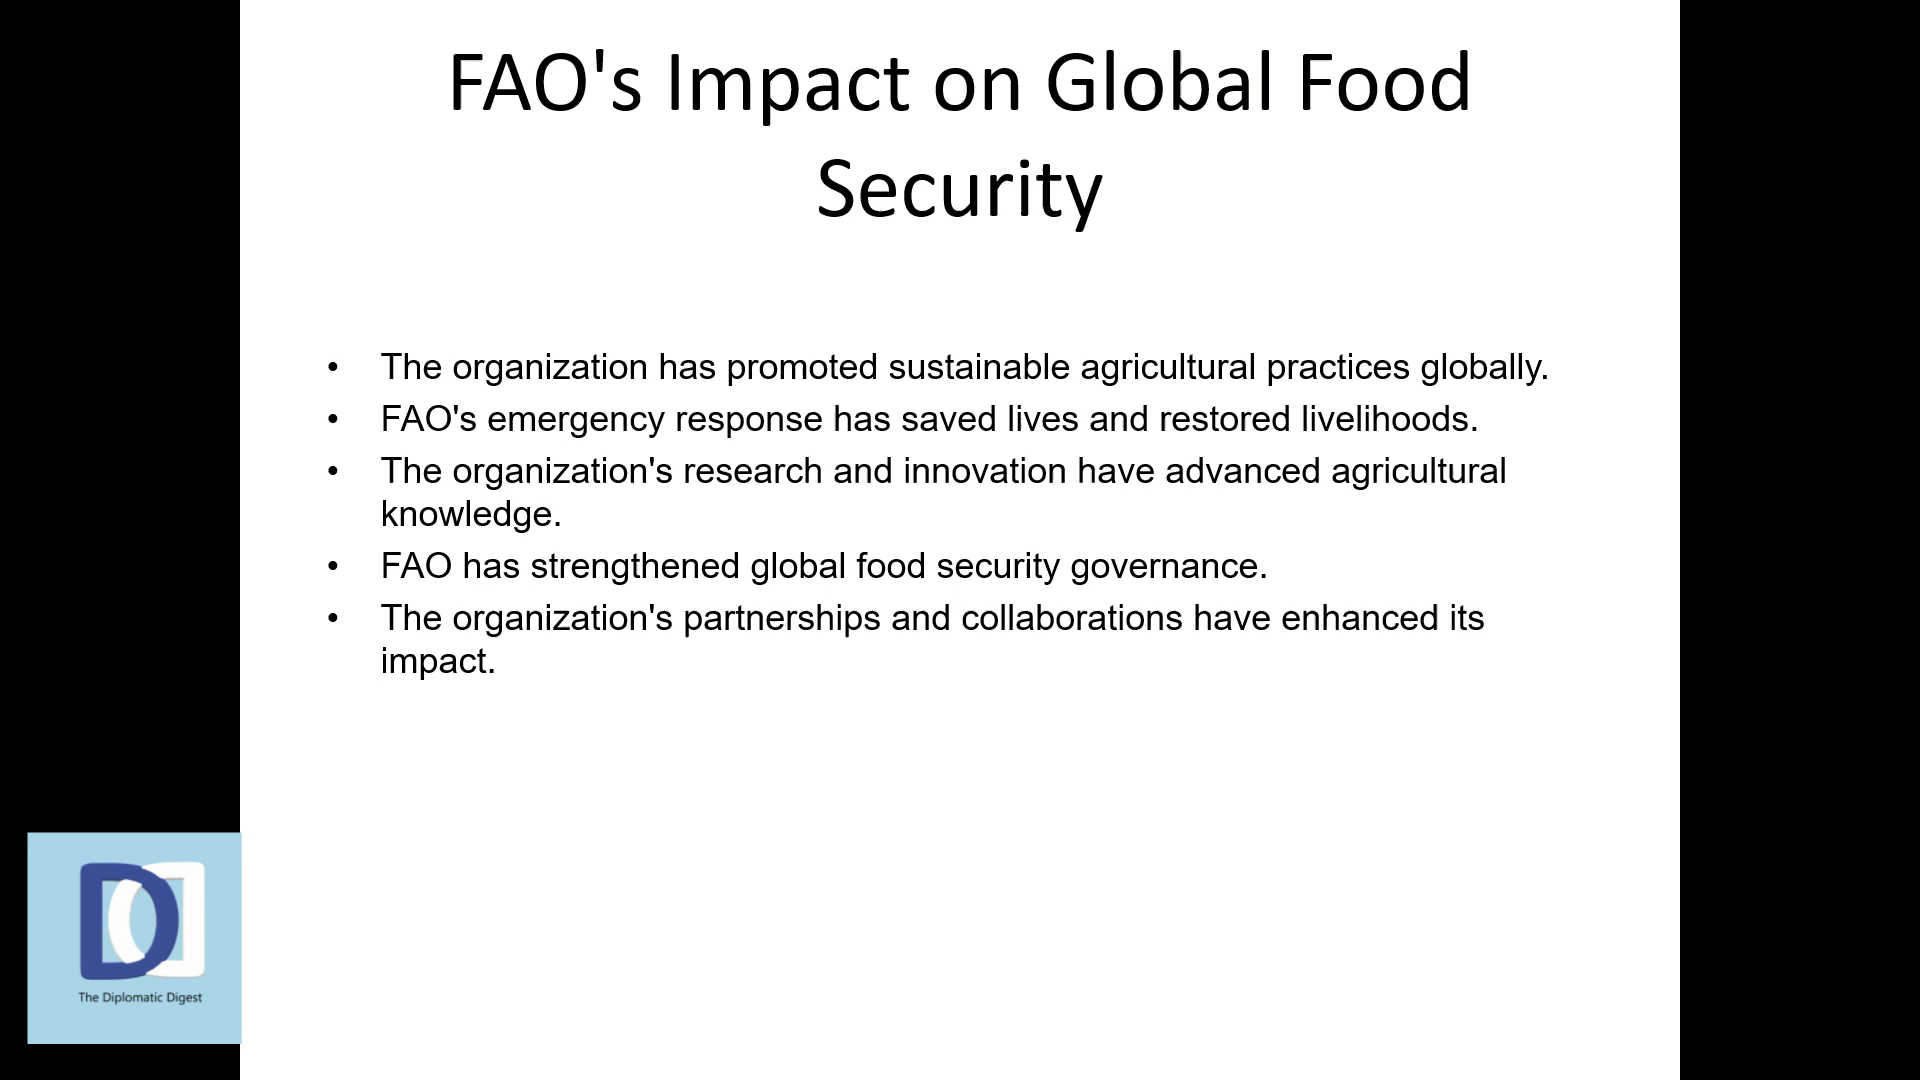 FAO's Impact on Global Food
Security
• The organization has promoted sustainable agricultural practices globally.
• FAO's emergency response has saved lives and restored livelihoods.
• The organization's research and innovation have advanced agricultural
knowledge.
• FAO has strengthened global food security governance.
• The organization's partnerships and collaborations have enhanced its
impact.
DD
The Diplomatic Digest